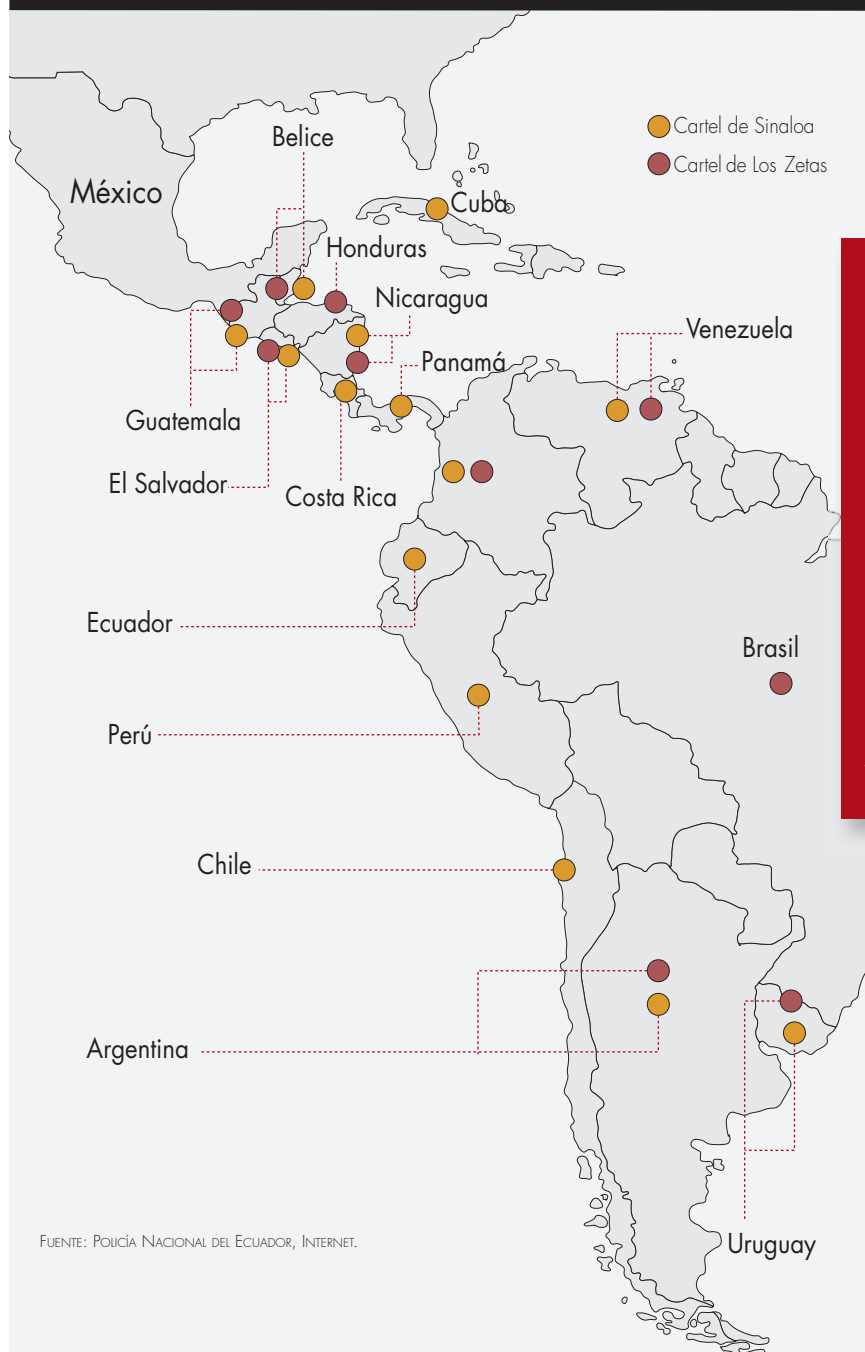 Cartel de Sinaloa
Cartel de Los Zetas
Belice
México
Cuba
Honduras
Nicaragua
Venezuela
Panamá
Guatemala
El Salvador
Costa Rica
Ecuador
Brasil
Perú
Chile
Argentina
Uruguay
FUENTE: POLICÍA NACIONAL DEL ECUADOR, INTERNET.